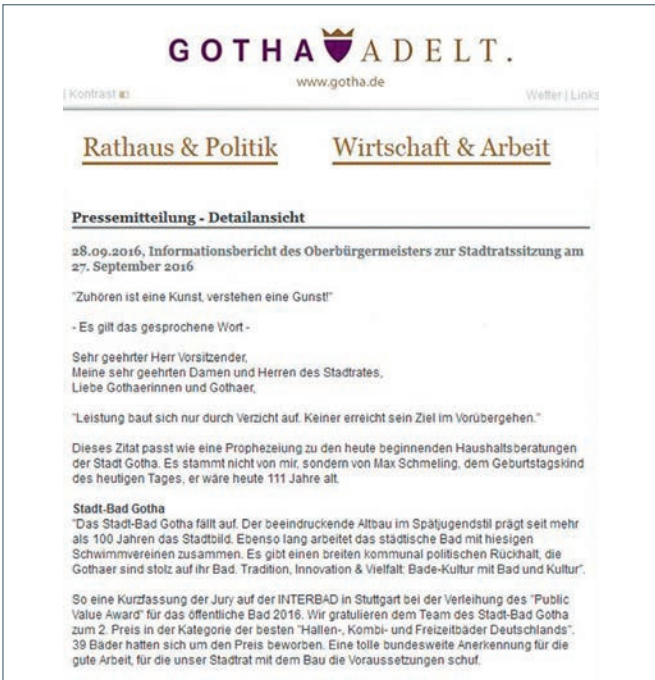 GOTHA ADELT.
www.gotha.de
| Kontrast
Wetter | Links
Rathaus & Politik
Wirtschaft & Arbeit
Pressemitteilung - Detailansicht
28.09.2016, Informationsbericht des Oberbürgermeisters zur Stadtratssitzung am
27. September 2016
"Zuhören ist eine Kunst, verstehen eine Gunst!"
- Es gilt das gesprochene Wort -
Sehr geehrter Herr Vorsitzender,
Meine sehr geehrten Damen und Herren des Stadtrates,
Liebe Gothaerinnen und Gothaer,
"Leistung baut sich nur durch Verzicht auf. Keiner erreicht sein Ziel im Vorübergehen."
Dieses Zitat passt wie eine Prophezeiung zu den heute beginnenden Haushaltsberatungen
der Stadt Gotha. Es stammt nicht von mir, sondern von Max Schmeling, dem Geburtstagskind
des heutigen Tages, er wäre heute 111 Jahre alt.
Stadt-Bad Gotha
"Das Stadt-Bad Gotha fällt auf. Der beeindruckende Altbau im Spätjugendstil prägt seit mehr
als 100 Jahren das Stadtbild. Ebenso lang arbeitet das städtische Bad mit hiesigen
Schwimmvereinen zusammen. Es gibt einen breiten kommunal politischen Rückhalt, die
Gothaer sind stolz auf ihr Bad. Tradition, Innovation & Vielfalt: Bade-Kultur mit Bad und Kultur".
So eine Kurzfassung der Jury auf der INTERBAD in Stuttgart bei der Verleihung des "Public
Value Award" für das öffentliche Bad 2016. Wir gratulieren dem Team des Stadt-Bad Gotha
zum 2. Preis in der Kategorie der besten "Hallen-, Kombi- und Freizeitbäder Deutschlands".
39 Bäder hatten sich um den Preis beworben. Eine tolle bundesweite Anerkennung für die
gute Arbeit, für die unser Stadtrat mit dem Bau die Voraussetzungen schuf.